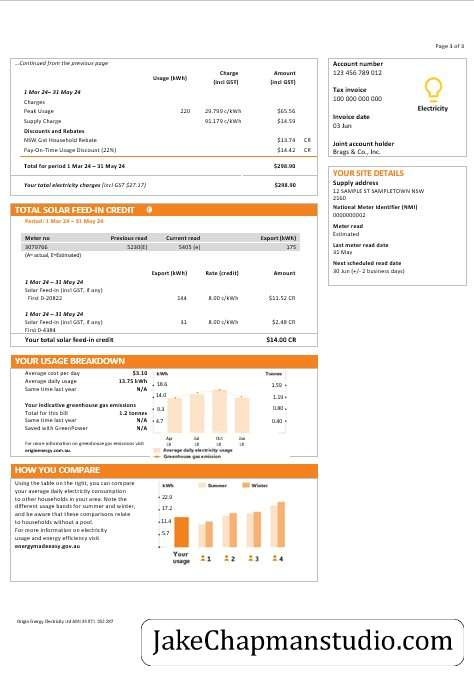 Page 3 of 3
...Continued from the previous page
Usage (kWh) Charge (incl GST) Amount (incl GST)
1 Mar 24– 31 May 24
Charges
Peak Usage 220 29.799 c/kWh $65.56
Supply Charge 91.179 c/kWh $14.59
Discounts and Rebates
NSW Gst Household Rebate $13.74 CR
Pay-On-Time Usage Discount (22%) $14.42 CR
Total for period 1 Mar 24 – 31 May 24 $298.90
Your total electricity charges (incl GST $27.17) $298.90
Account number
123 456 789 012
Tax invoice
100 000 000 000
Electricity
Invoice date
03 Jun
Joint account holder
Brags & Co., Inc.
YOUR SITE DETAILS
Supply address
12 SAMPLE ST SAMPLETOWN NSW
2160
National Meter Identifier (NMI)
0000000002
Meter read
Estimated
Last meter read date
31 May
Next scheduled read date
30 Jun (+/- 2 business days)
TOTAL SOLAR FEED-IN CREDIT
Period: 1 Mar 24 – 31 May 24
Meter no Previous read Current read Export (kWh)
3079766 5230(E) 5405 (e) 175
(A= actual, E=Estimated)
Export (kWh) Rate (credit) Amount
1 Mar 24– 31 May 24
Solar Feed-in (incl GST, if any)
First 0-20822 144 8.00 c/kWh $11.52 CR
1 Mar 24– 31 May 24
Solar Feed-in (incl GST, if any) 31 8.00 c/kWh $2.48 CR
First 0-4384
Your total solar feed-in credit $14.00 CR
YOUR USAGE BREAKDOWN
Average cost per day $3.10
Average daily usage 13.75 kWh
Same time last year N/A
Your indicative greenhouse gas emissions
Total for this bill 1.2 tonnes
Same time last year N/A
Saved with GreenPower N/A
For more information on greenhouse gas emissions visit
originenergy.com.au.
kWh Tonnes
18.6 1.59
14.0 1.19
9.3 0.80
4.7 0.40
Apr Jul Oct Jan
18 18 18 19
Average daily electricity usage
Greenhouse gas emission
HOW YOU COMPARE
Using the table on the right, you can compare
your average daily electricity consumption
to other households in your area. Note the
different usage bands for summer and winter,
and be aware that these comparisons relate
to households without a pool.
For more information on electricity
usage and energy efficiency visit
energymadeeasy.gov.au
kWh Summer Winter
22.9
17.2
11.4
5.7
Your usage 1 2 3 4
Origin Energy Electricity Ltd ABN
JakeChapmanstudio.com